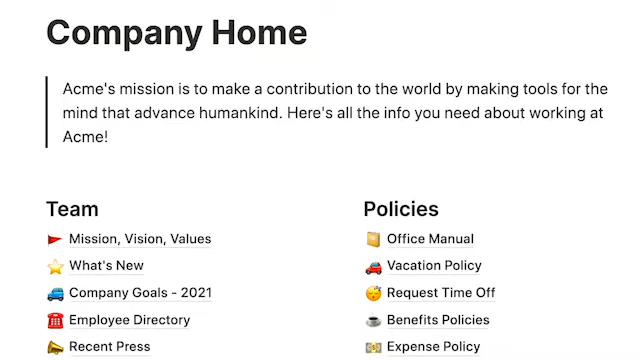 Company Home
Acme's mission is to make a contribution to the world by making tools for the
mind that advance humankind. Here's all the info you need about working at
Acme!
Team
Mission, Vision, Values
What's New
Company Goals - 2021
Employee Directory
Recent Press
Policies
Office Manual
Vacation Policy
Request Time Off
Benefits Policies
Expense Policy